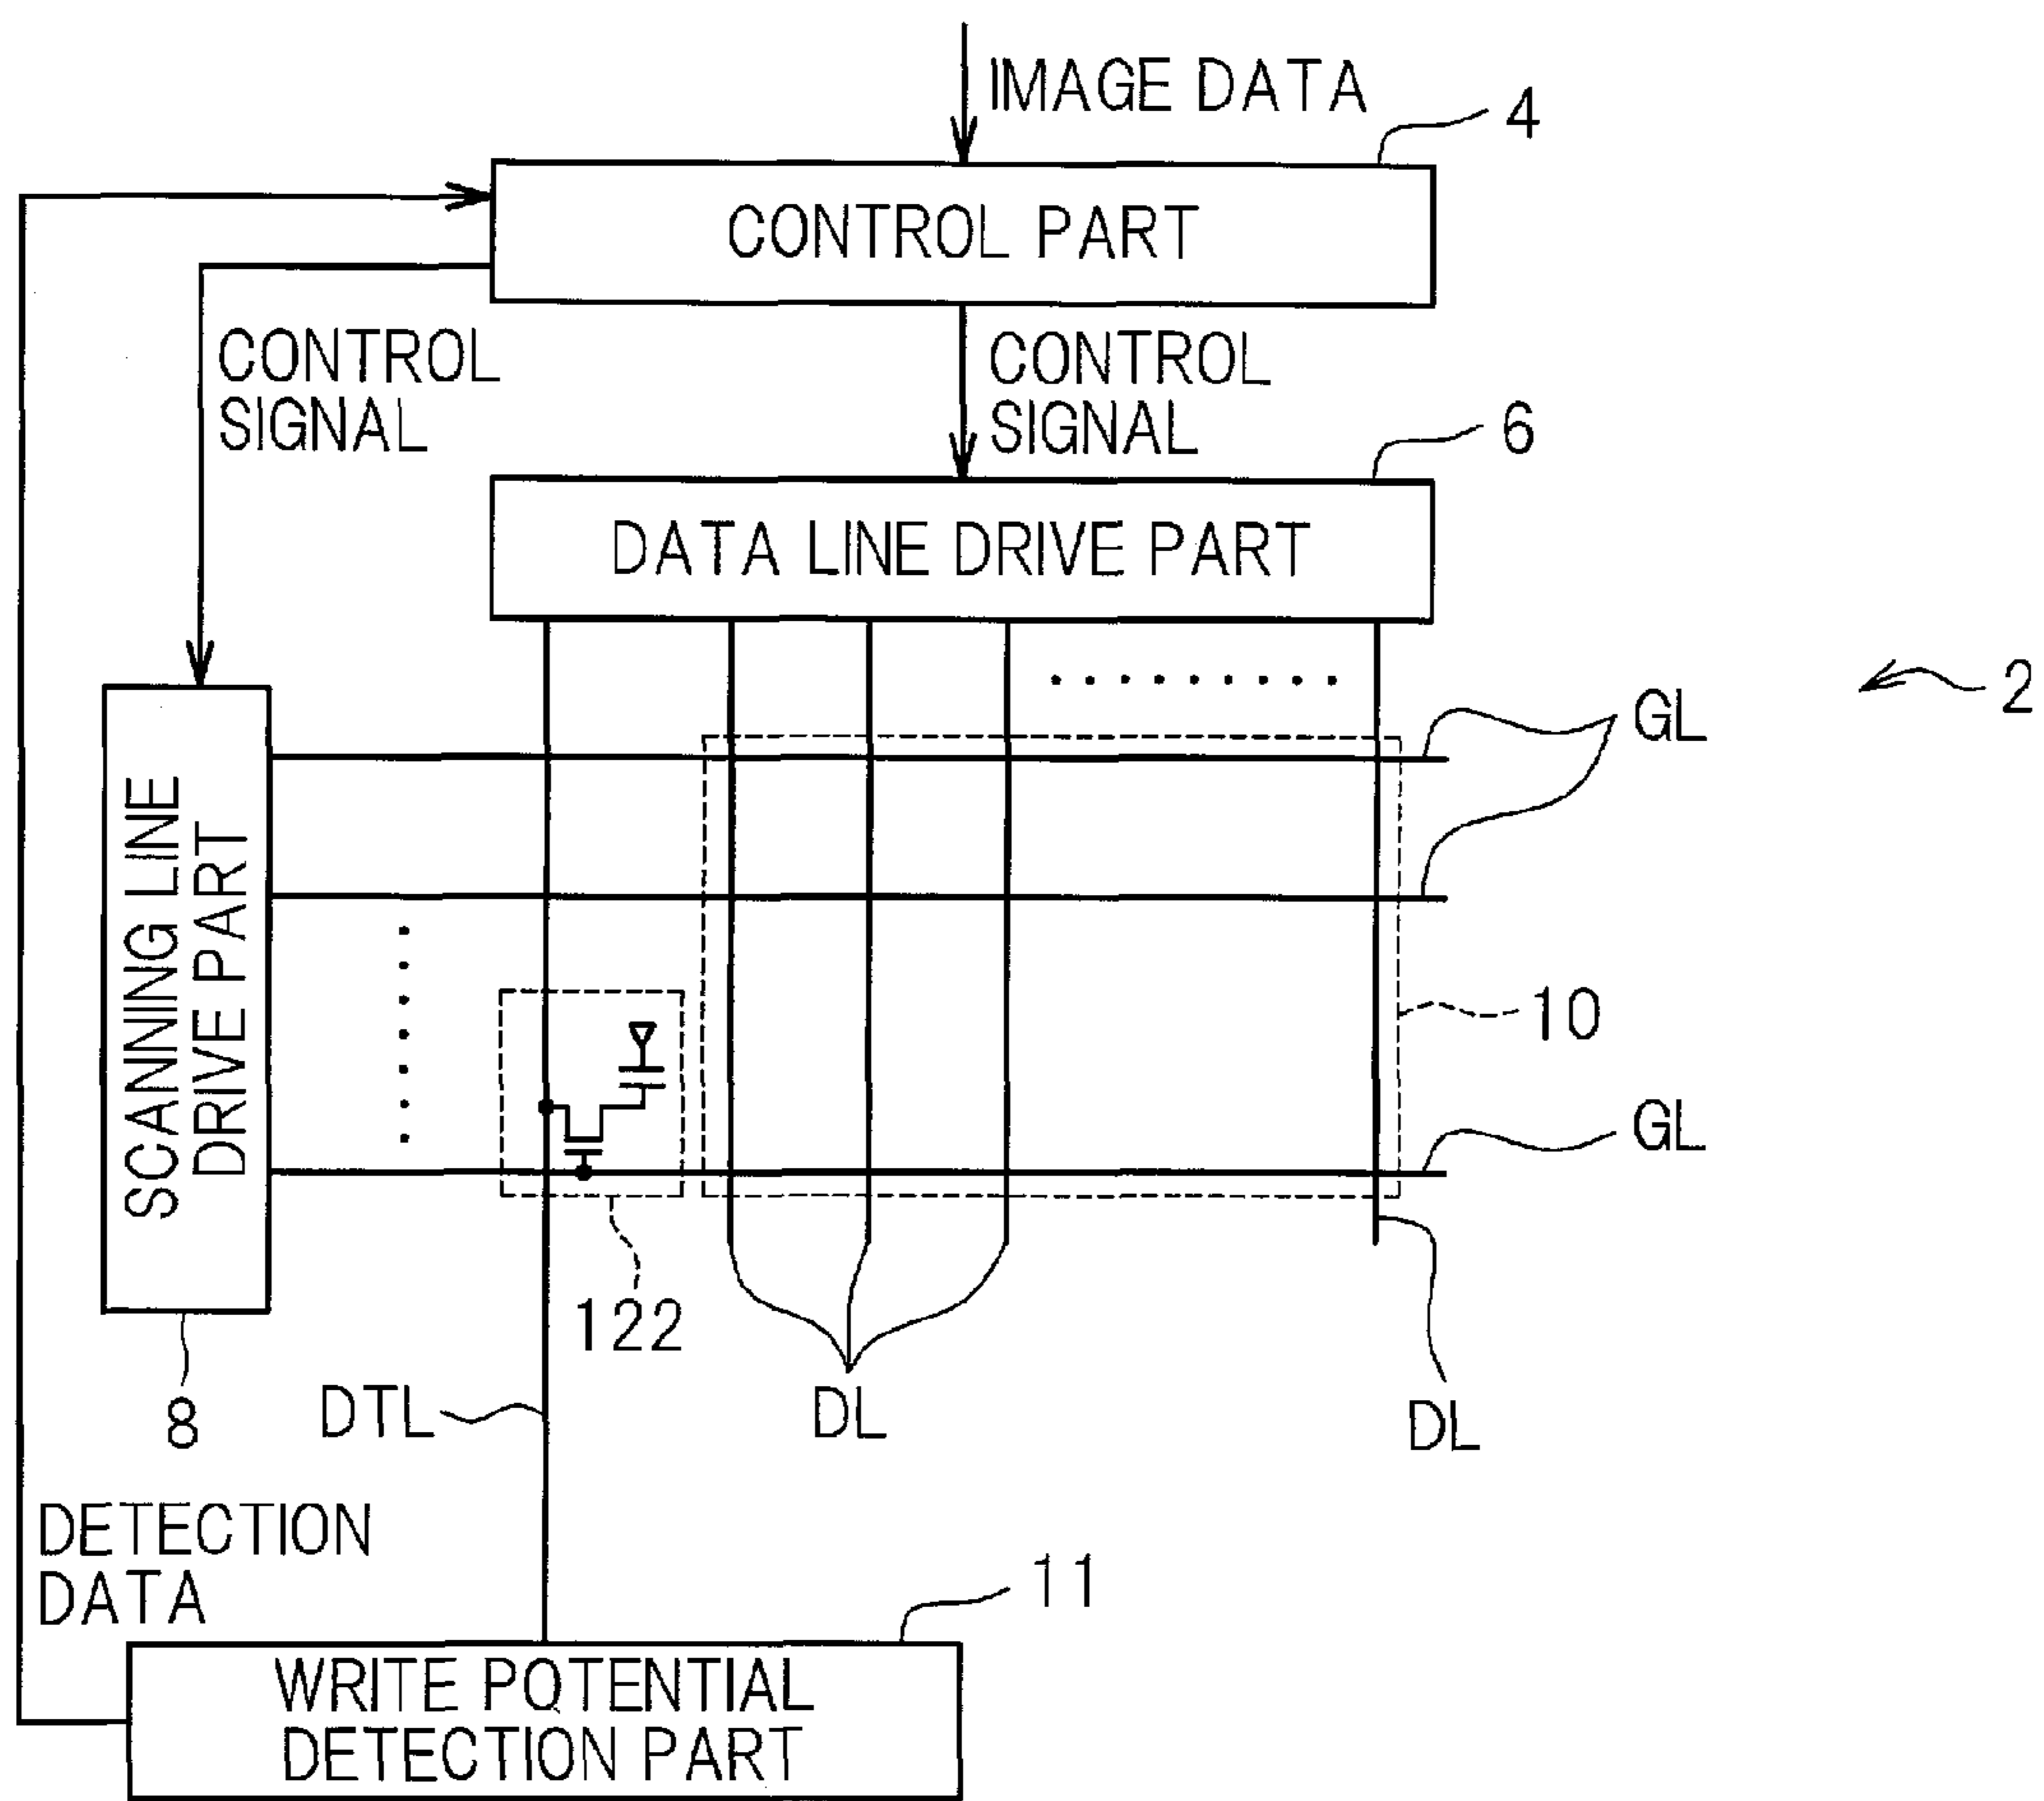 IMAGE DATA
4
CONTROL PART
CONTROL
SIGNAL
CONTROL
SIGNAL
6
DATA LINE DRIVE PART
2
GL
SCANNING LINE
DRIVE PART
10
GL
122
8
DTL
DL
DL
DETECTION
DATA
11
WRITE POTENTIAL
DETECTION PART